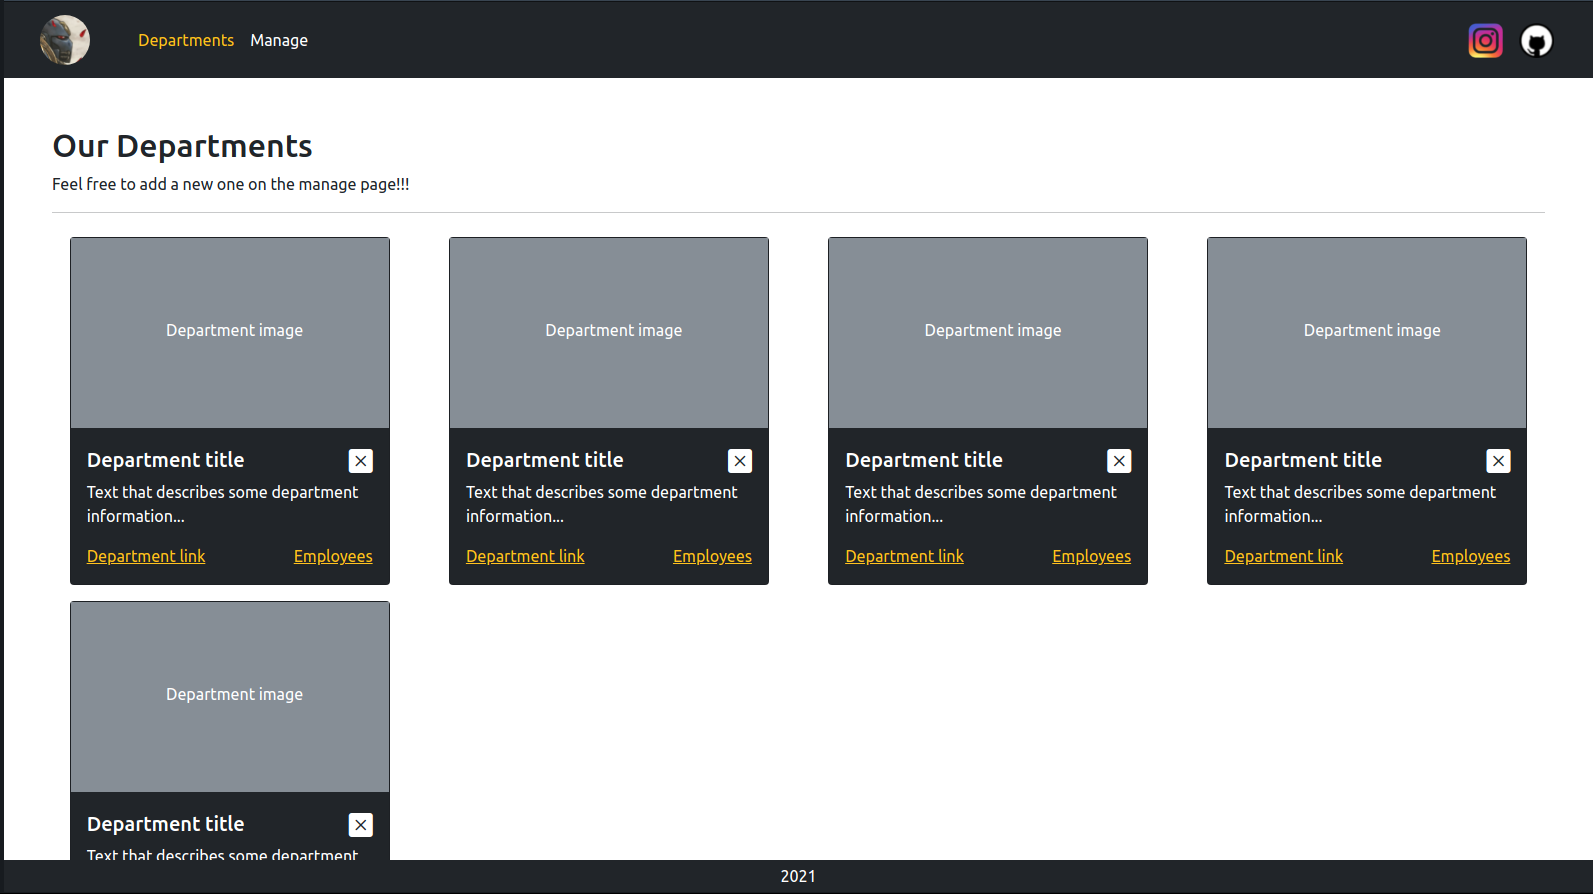 Departments Manage
Our Departments
Feel free to add a new one on the manage page!!!
Department image
Department title
Text that describes some department
information...
Department link Employees
Department image
Department title
Text that describes some department
information...
Department link Employees
Department image
Department title
Text that describes some department
information...
Department link Employees
Department image
Department title
Text that describes some department
information...
Department link Employees
Department image
Department title
Text that describes some department
2021